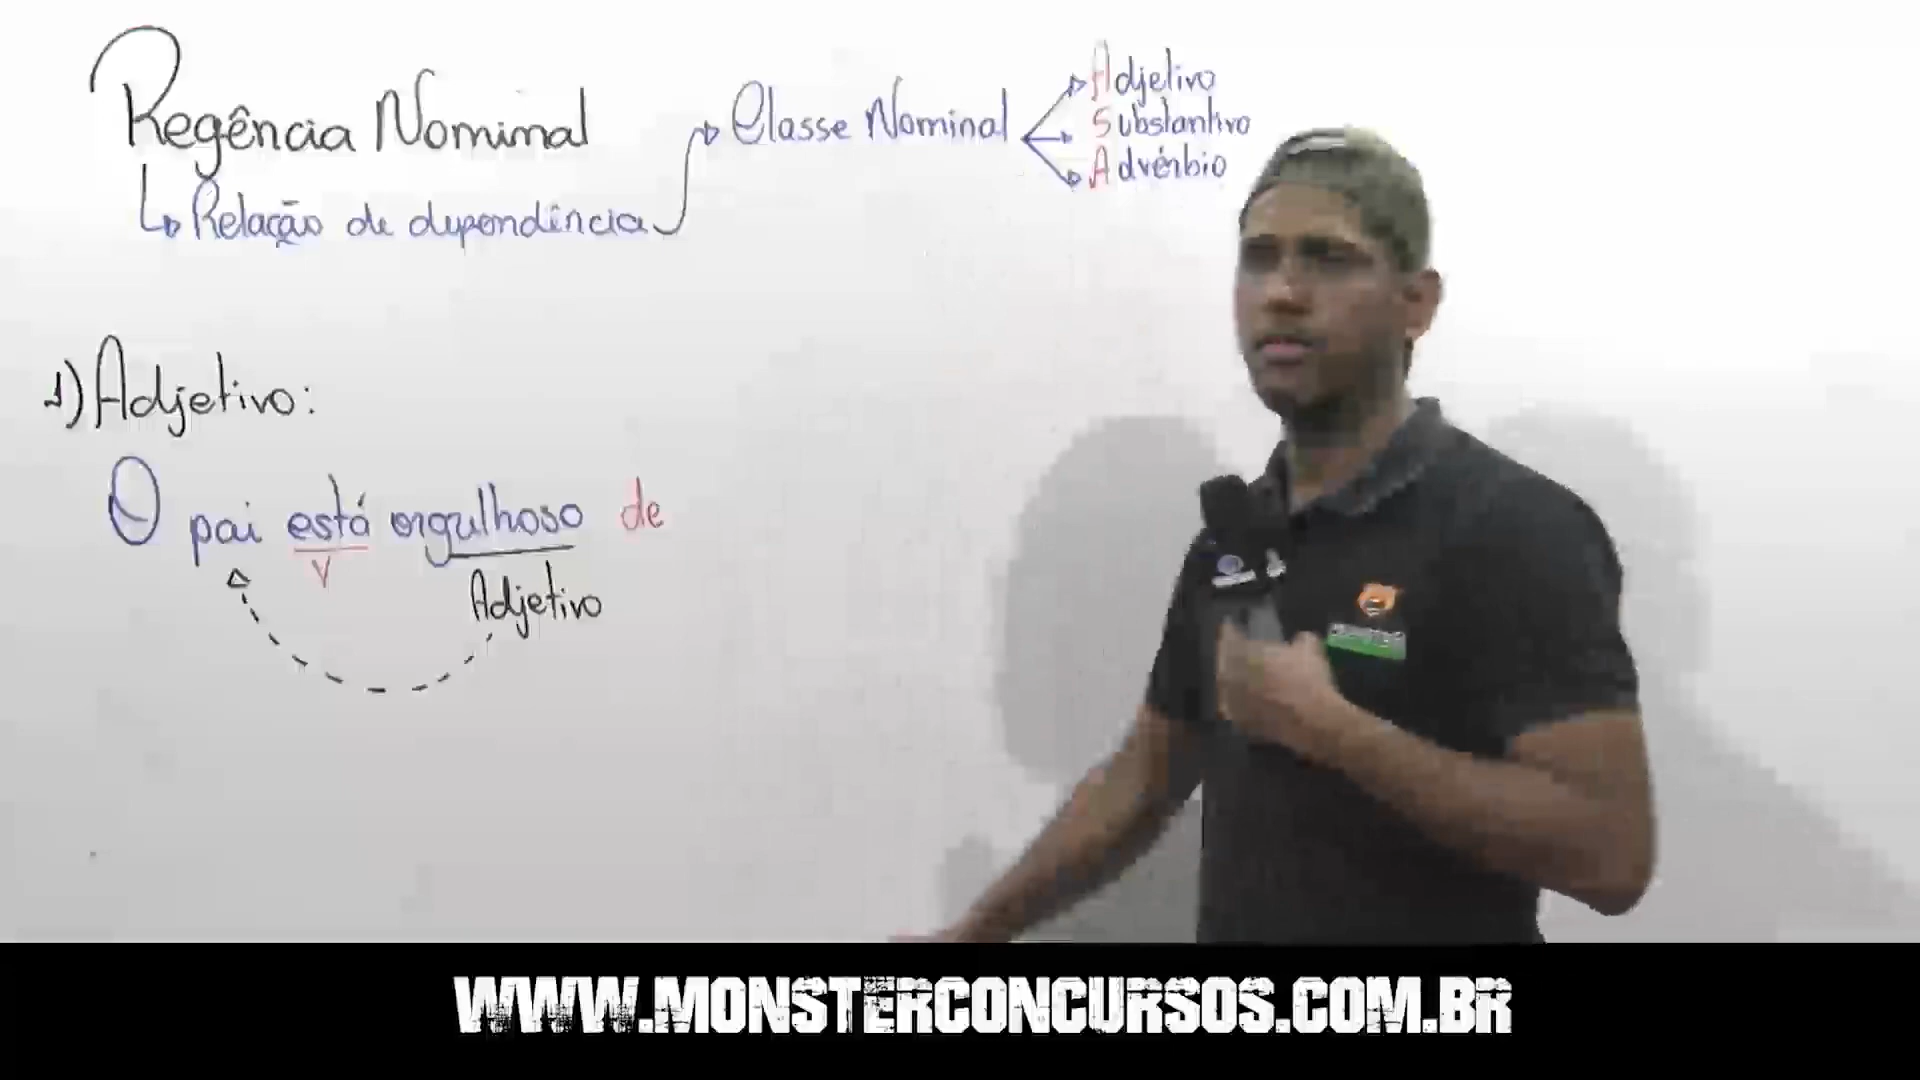 Regência Nominal
Relação de dependência
Classe Nominal
Adjetivo
Substantivo
Advérbio
1) Adjetivo:
O pai está orgulhoso de
V
Adjetivo
WWW.MONSTERCONCURSOS.COM.BR